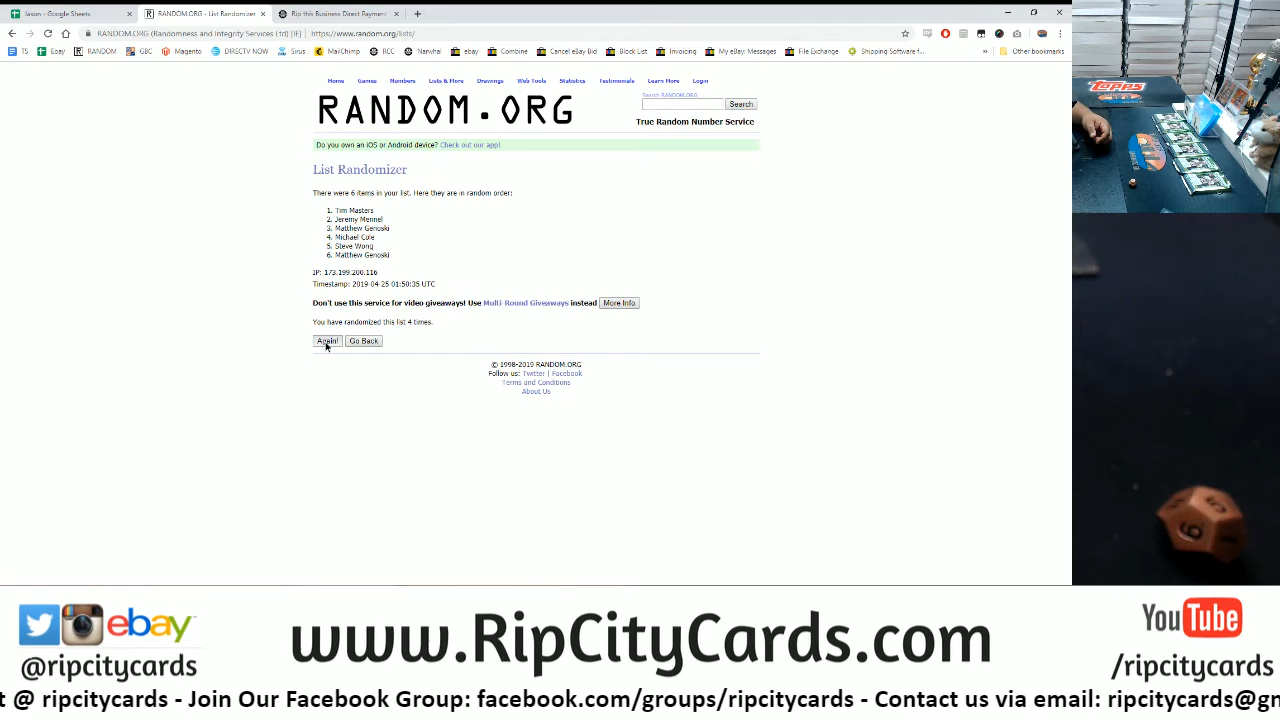 Jason - Google Sheets
RANDOM.ORG - List Randomizer
Rip this Business Direct Payment
RANDOM.ORG (Randomness and Integrity Services Ltd) [IE] | https://www.random.org/lists/
TS Ebay RANDOM GBC Magento DIRECTV NOW Sirus MailChimp RCC Narwhal ebay Combine Cancel eBay Bid Block List Invoicing My eBay: Messages File Exchange Shipping Software f... » Other bookmarks
Home Games Numbers Lists & More Drawings Web Tools Statistics Testimonials Learn More Login
RANDOM.ORG
Search RANDOM.ORG
Search
True Random Number Service
Do you own an iOS or Android device? Check out our app!
List Randomizer
There were 6 items in your list. Here they are in random order:
1. Tim Masters
2. Jeremy Mennel
3. Matthew Genoski
4. Michael Cole
5. Steve Wong
6. Matthew Genoski
IP: 173.199.200.116
Timestamp: 2019-04-25 01:50:35 UTC
Don't use this service for video giveaways! Use Multi-Round Giveaways instead More Info
You have randomized this list 4 times.
Again! Go Back
© 1998-2019 RANDOM.ORG
Follow us: Twitter | Facebook
Terms and Conditions
About Us
TOPPS
6
ebay
@ripcitycards
www.RipCityCards.com
YouTube
/ripcitycards
t @ ripcitycards - Join Our Facebook Group: facebook.com/groups/ripcitycards - Contact us via email: ripcitycards@gm